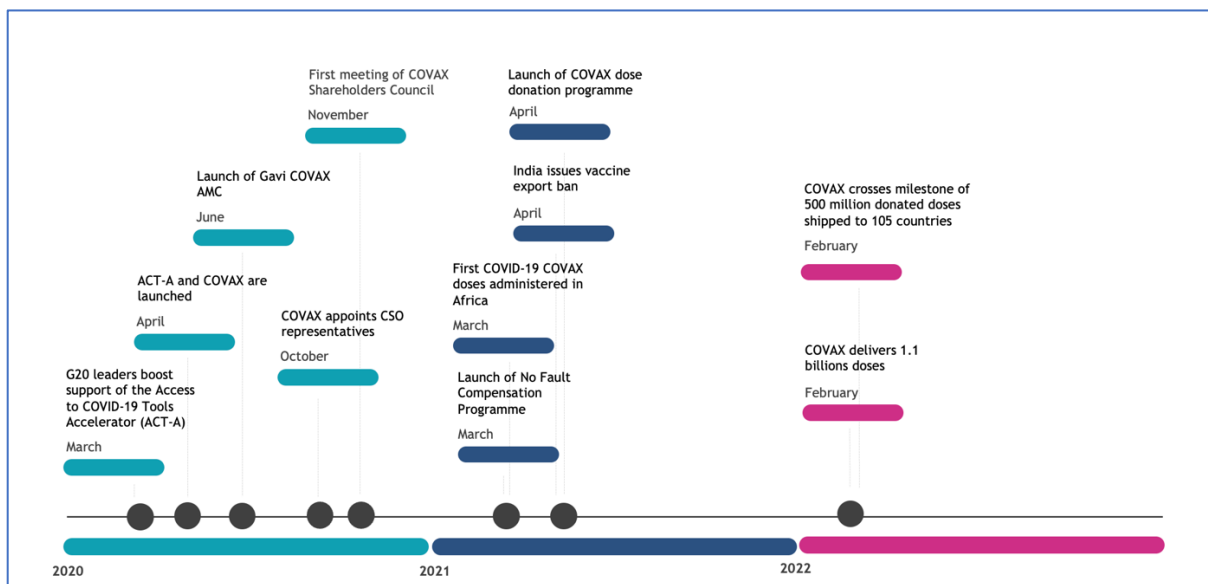 First meeting of COVAX
Shareholders Council
November
Launch of COVAX dose
donation programme
April
Launch of Gavi COVAX
AMC
June
India issues vaccine
export ban
April
COVAX crosses milestone of
500 million donated doses
shipped to 105 countries
February
ACT-A and COVAX are
launched
April
First COVID-19 COVAX
doses administered in
Africa
March
COVAX appoints CSO
representatives
October
G20 leaders boost
support of the Access
to COVID-19 Tools
Accelerator (ACT-A)
March
Launch of No Fault
Compensation
Programme
March
COVAX delivers 1.1
billions doses
February
2020
2021
2022